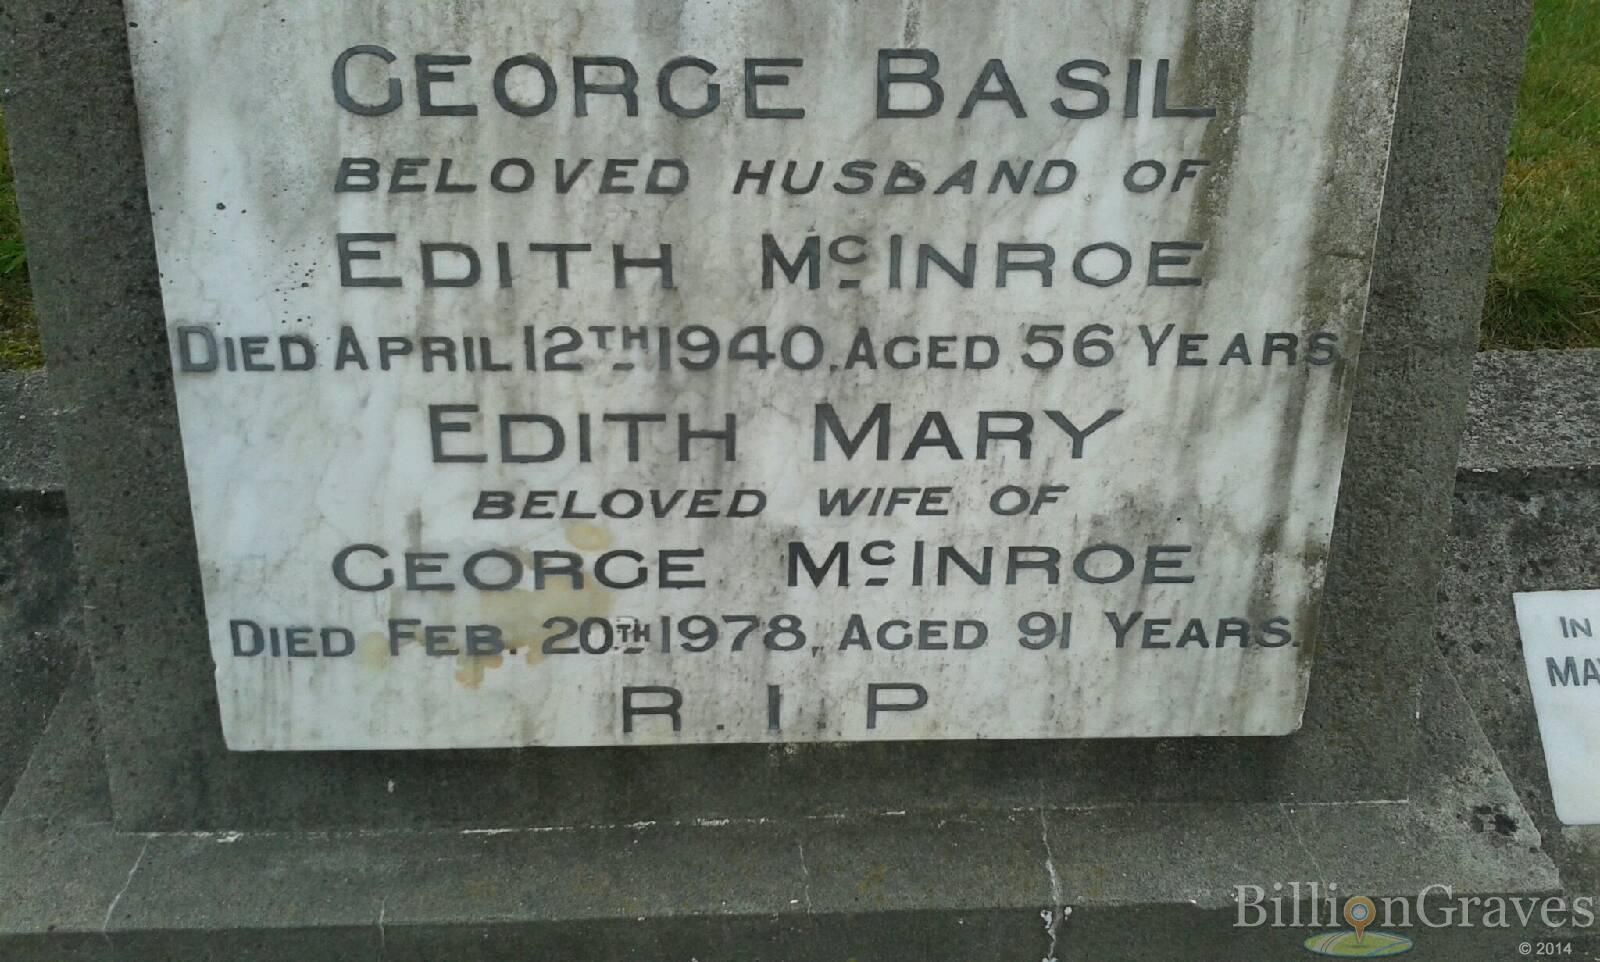 GEORGE BASIL
BELOVED HUSBAND OF
EDITH McINROE
DIED APRIL 12TH 1940, AGED 56 YEARS
EDITH MARY
BELOVED WIFE OF
GEORGE McINROE
DIED FEB. 20TH 1978, AGED 91 YEARS.
R.I.P
IN
MA
BillionGraves
© 2014